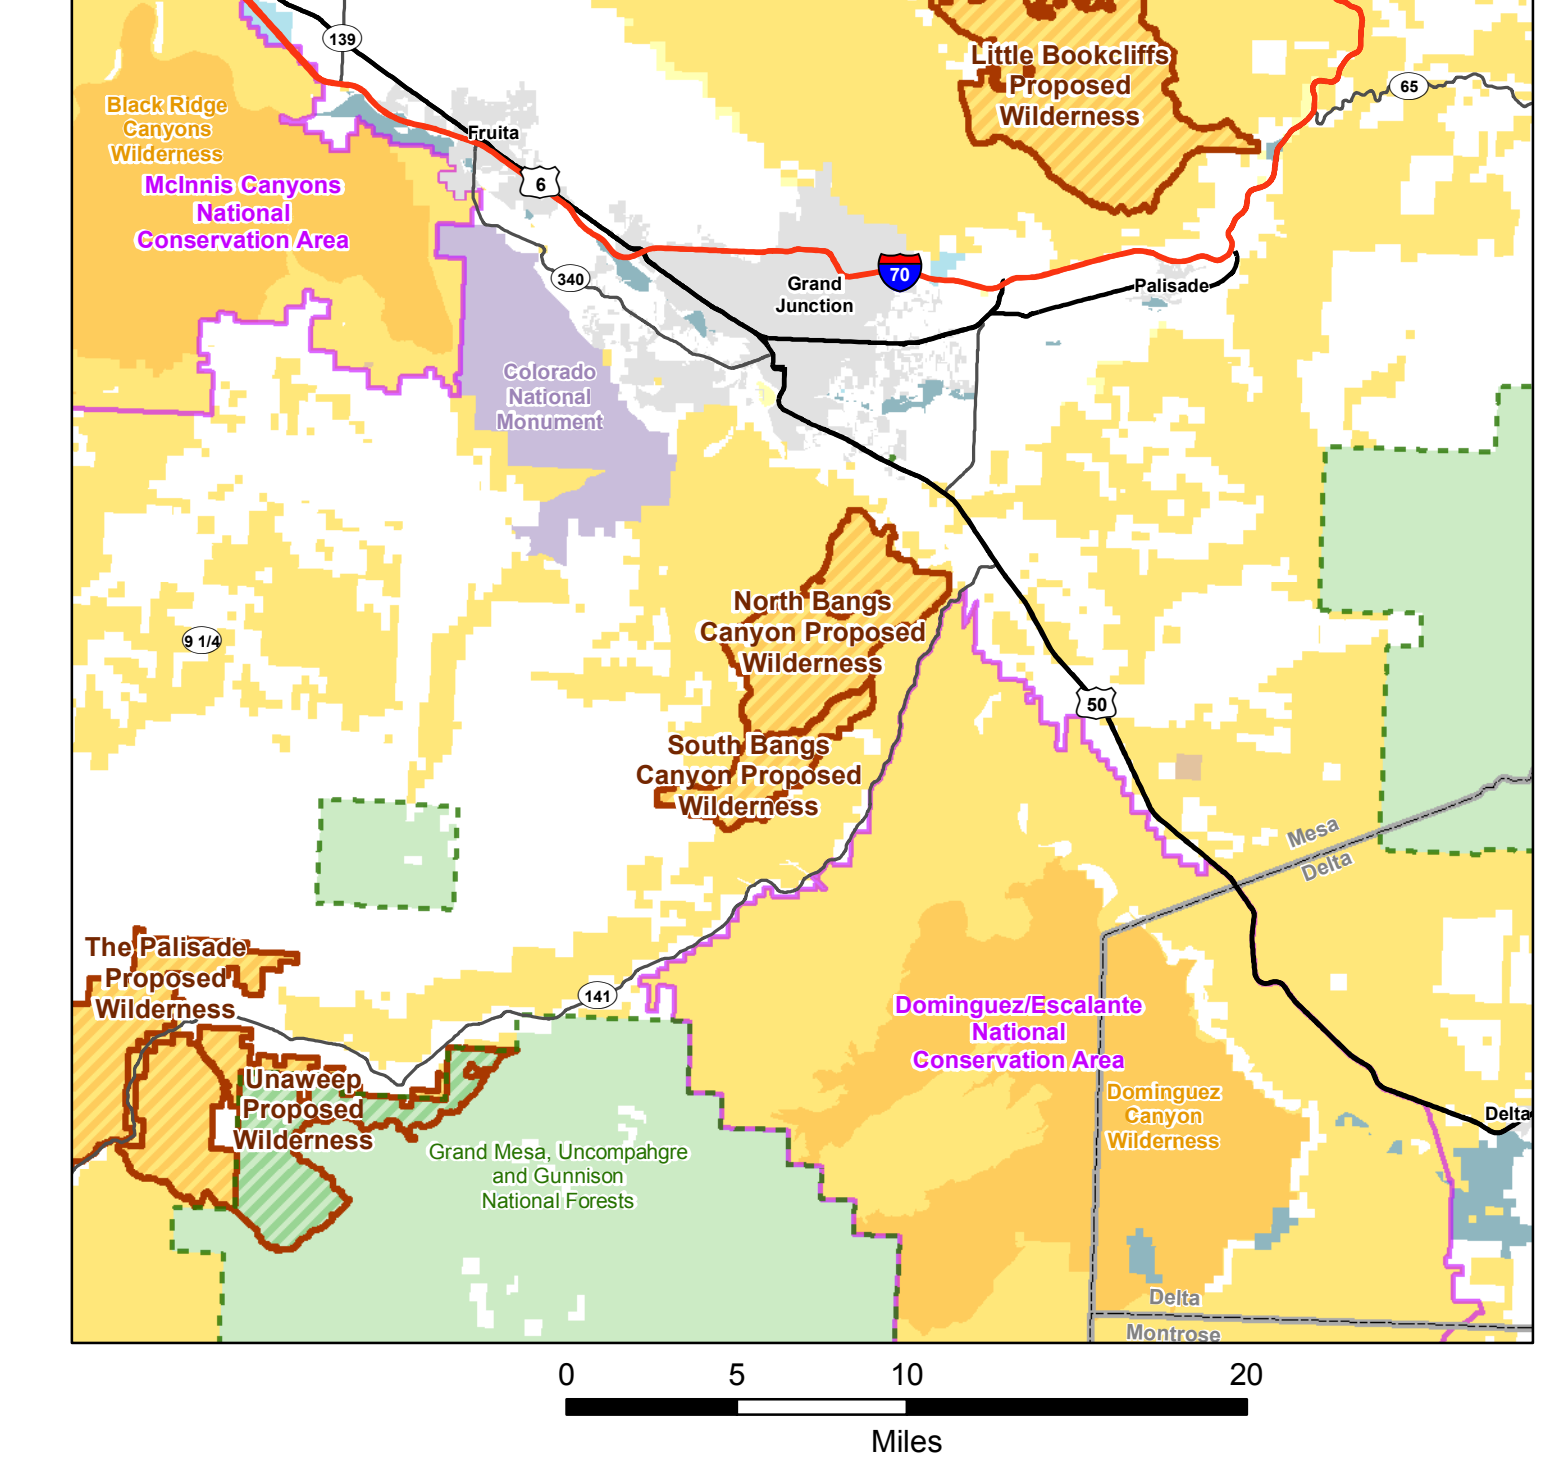 139
Little Bookcliffs
Proposed
Wilderness
65
Black Ridge
Canyons
Wilderness
Fruita
McInnis Canyons
National
Conservation Area
6
340
70
Grand
Junction
Palisade
Colorado
National
Monument
North Bangs
Canyon Proposed
Wilderness
9 1/4
50
South Bangs
Canyon Proposed
Wilderness
Mesa
Delta
The Palisade
Proposed
Wilderness
141
Dominguez/Escalante
National
Conservation Area
Unaweep
Proposed
Wilderness
Dominguez
Canyon
Wilderness
Delta
Grand Mesa, Uncompahgre
and Gunnison
National Forests
Delta
Montrose
0 5 10 20
Miles